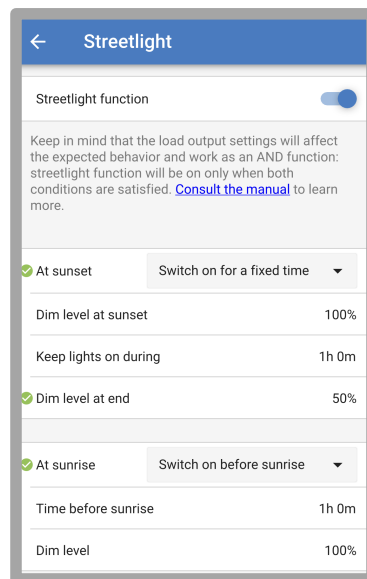 Streetlight
Streetlight function
Keep in mind that the load output settings will affect
the expected behavior and work as an AND function:
streetlight function will be on only when both
conditions are satisfied. Consult the manual to learn
more.
At sunset Switch on for a fixed time
Dim level at sunset 100%
Keep lights on during 1h 0m
Dim level at end 50%
At sunrise Switch on before sunrise
Time before sunrise 1h 0m
Dim level 100%